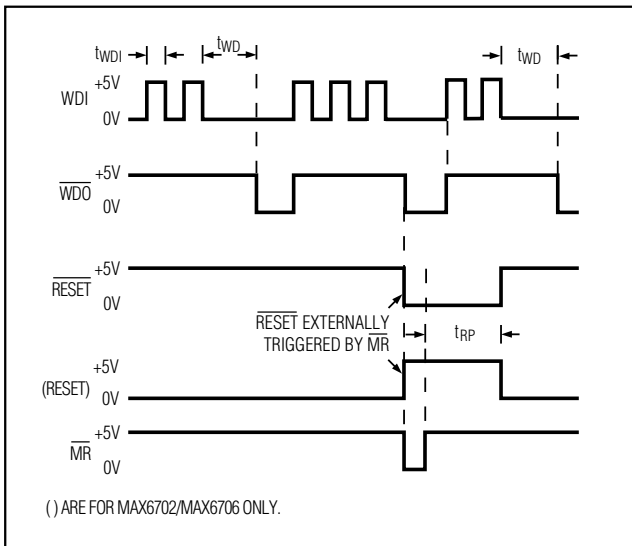 tWDI
tWD
tWD
+5V
WDI
0V
+5V
WDO
0V
+5V
RESET
0V
RESET EXTERNALLY
TRIGGERED BY MR
tRP
+5V
(RESET)
0V
+5V
MR
0V
( ) ARE FOR MAX6702/MAX6706 ONLY.